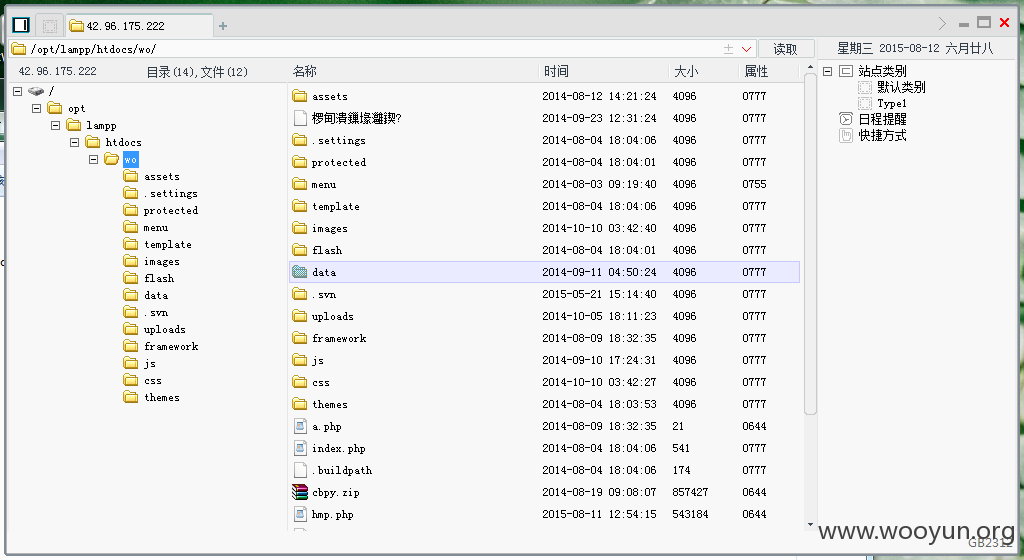 42.96.175.222
/opt/lampp/htdocs/wo/
读取
星期三 2015-08-12 六月廿八
42.96.175.222 目录(14),文件(12)
名称 时间 大小 属性
/
opt
lampp
htdocs
wo
assets
.settings
protected
menu
template
images
flash
data
.svn
uploads
framework
js
css
themes
assets 2014-08-12 14:21:24 4096 0777
2014-09-23 12:31:24 4096 0777
.settings 2014-08-04 18:04:06 4096 0777
protected 2014-08-04 18:04:01 4096 0777
menu 2014-08-03 09:19:40 4096 0755
template 2014-08-04 18:04:06 4096 0777
images 2014-10-10 03:42:40 4096 0777
flash 2014-08-04 18:04:01 4096 0777
data 2014-09-11 04:50:24 4096 0777
.svn 2015-05-21 15:14:40 4096 0777
uploads 2014-10-05 18:11:23 4096 0777
framework 2014-08-09 18:32:35 4096 0777
js 2014-09-10 17:24:31 4096 0777
css 2014-10-10 03:42:27 4096 0777
themes 2014-08-04 18:03:53 4096 0777
a.php 2014-08-09 18:32:35 21 0644
index.php 2014-08-04 18:04:06 541 0777
.buildpath 2014-08-04 18:04:06 174 0777
cbpy.zip 2014-08-19 09:08:07 857427 0644
hmp.php 2015-08-11 12:54:15 543184 0644
站点类别
默认类别
Type1
日程提醒
快捷方式
www.wooyun.org
GB2312